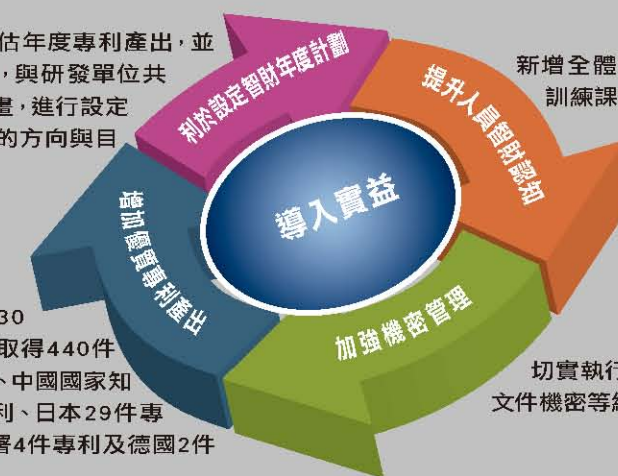 估年度專利產出，並
，與研發單位共
畫，進行設定
的方向與目
利於設定智財年度計劃
提升人員智財認知
新增全體
訓練課
導入實益
增加優質專利產出
加強機密管理
30
取得440件
、中國國家知
利、日本29件專
署4件專利及德國2件
切實執行
文件機密等